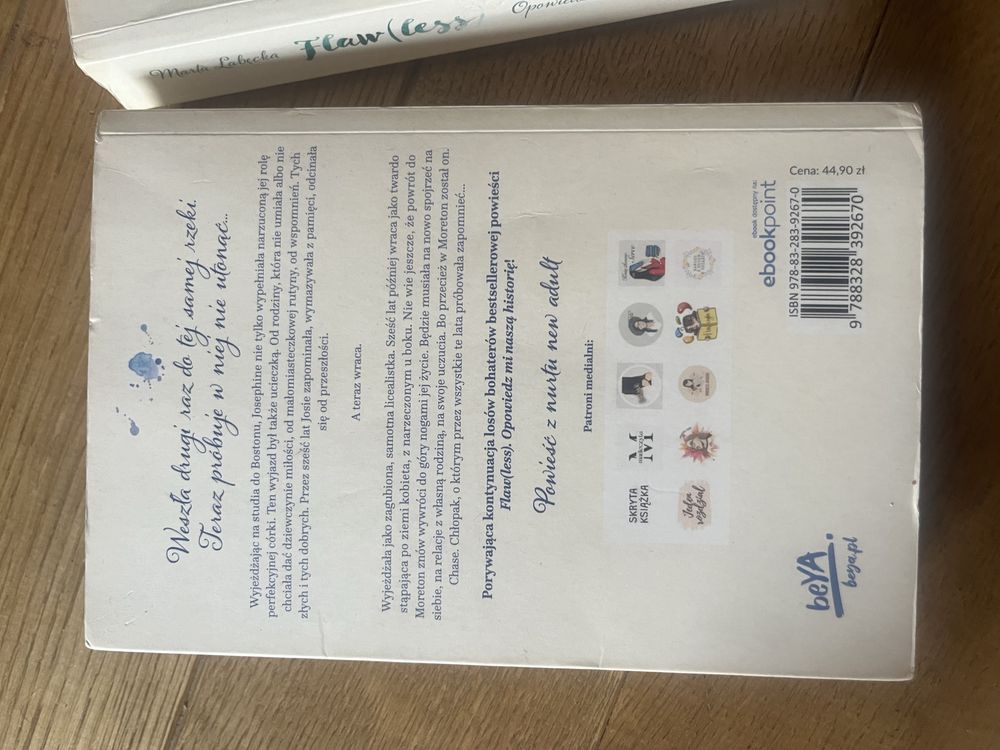 Marta Łabęcka Flaw(less)
Weszła drugi raz do tej samej rzeki.
Teraz próbuje w niej nie utonąć...
Wyjeżdżając na studia do Bostonu, Josephine nie tylko wypełniała narzuconą jej rolę
perfekcyjnej córki. Ten wyjazd był także ucieczką. Od rodziny, która nie umiała albo nie
chciała dać dziewczynie miłości, od małomiasteczkowej rutyny, od wspomnień. Tych
złych i tych dobrych. Przez sześć lat Josie zapominała, wymazywała z pamięci, odcinała
się od przeszłości.
A teraz wraca.
Wyjeżdżała jako zagubiona, samotna licealistka. Sześć lat później wraca jako twardo
stąpająca po ziemi kobieta, z narzeczonym u boku. Nie wie jeszcze, że powrót do
Moreton znów wywróci do góry nogami jej życie. Będzie musiała na nowo spojrzeć na
siebie, na relacje z własną rodziną, na swoje uczucia. Bo przecież w Moreton został on.
Chase. Chłopak, o którym przez wszystkie te lata próbowała zapomnieć...
Porywająca kontynuacja losów bohaterów bestsellerowej powieści
Flaw(less). Opowiedz mi naszą historię!
Powieść z nurtu new adult
Patroni medialni:
SKRYTA
KSIĄŻKA
TAT
Jeden
rozdział
beYA.
beya.pl
ebook dostępny na:
ebookpoint
ISBN 978-83-283-9267-0
Cena: 44,90 zł
9 788328 392670